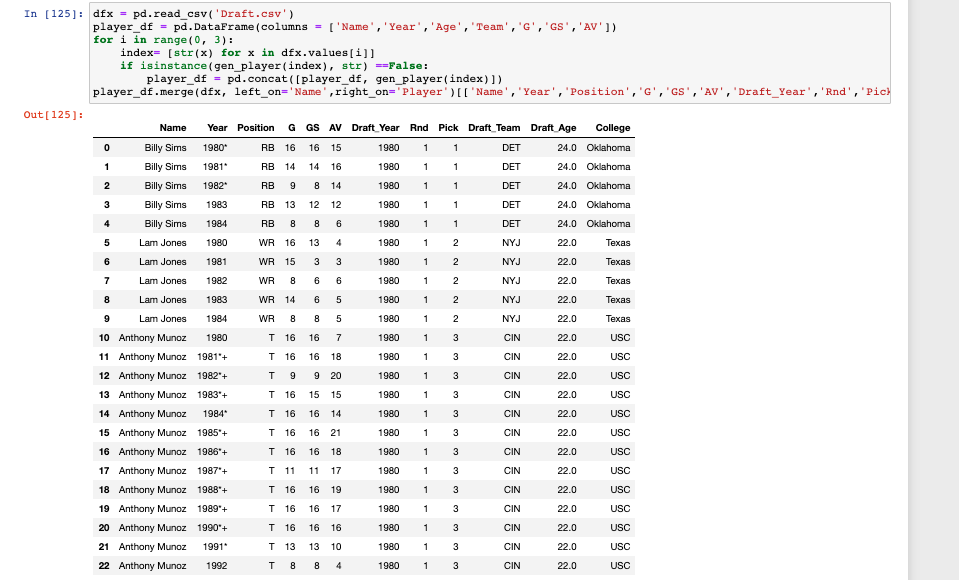 In [125]: dfx = pd.read_csv('Draft.csv')
player_df = pd.DataFrame(columns = ['Name','Year','Age','Team','G','GS','AV'])
for i in range(0, 3):
    index= [str(x) for x in dfx.values[i]]
    if isinstance(gen_player(index), str) ==False:
        player_df = pd.concat([player_df, gen_player(index)])
player_df.merge(dfx, left_on='Name',right_on='Player')[['Name','Year','Position','G','GS','AV','Draft_Year','Rnd','Pick
Out[125]:
Name Year Position G GS AV Draft_Year Rnd Pick Draft_Team Draft_Age College
0 Billy Sims 1980* RB 16 16 15 1980 1 1 DET 24.0 Oklahoma
1 Billy Sims 1981* RB 14 14 16 1980 1 1 DET 24.0 Oklahoma
2 Billy Sims 1982* RB 9 8 14 1980 1 1 DET 24.0 Oklahoma
3 Billy Sims 1983 RB 13 12 12 1980 1 1 DET 24.0 Oklahoma
4 Billy Sims 1984 RB 8 8 6 1980 1 1 DET 24.0 Oklahoma
5 Lam Jones 1980 WR 16 13 4 1980 1 2 NYJ 22.0 Texas
6 Lam Jones 1981 WR 15 3 3 1980 1 2 NYJ 22.0 Texas
7 Lam Jones 1982 WR 8 6 6 1980 1 2 NYJ 22.0 Texas
8 Lam Jones 1983 WR 14 6 5 1980 1 2 NYJ 22.0 Texas
9 Lam Jones 1984 WR 8 8 5 1980 1 2 NYJ 22.0 Texas
10 Anthony Munoz 1980 T 16 16 7 1980 1 3 CIN 22.0 USC
11 Anthony Munoz 1981*+ T 16 16 18 1980 1 3 CIN 22.0 USC
12 Anthony Munoz 1982*+ T 9 9 20 1980 1 3 CIN 22.0 USC
13 Anthony Munoz 1983*+ T 16 15 15 1980 1 3 CIN 22.0 USC
14 Anthony Munoz 1984* T 16 16 14 1980 1 3 CIN 22.0 USC
15 Anthony Munoz 1985*+ T 16 16 21 1980 1 3 CIN 22.0 USC
16 Anthony Munoz 1986*+ T 16 16 18 1980 1 3 CIN 22.0 USC
17 Anthony Munoz 1987*+ T 11 11 17 1980 1 3 CIN 22.0 USC
18 Anthony Munoz 1988*+ T 16 16 19 1980 1 3 CIN 22.0 USC
19 Anthony Munoz 1989*+ T 16 16 17 1980 1 3 CIN 22.0 USC
20 Anthony Munoz 1990*+ T 16 16 16 1980 1 3 CIN 22.0 USC
21 Anthony Munoz 1991* T 13 13 10 1980 1 3 CIN 22.0 USC
22 Anthony Munoz 1992 T 8 8 4 1980 1 3 CIN 22.0 USC